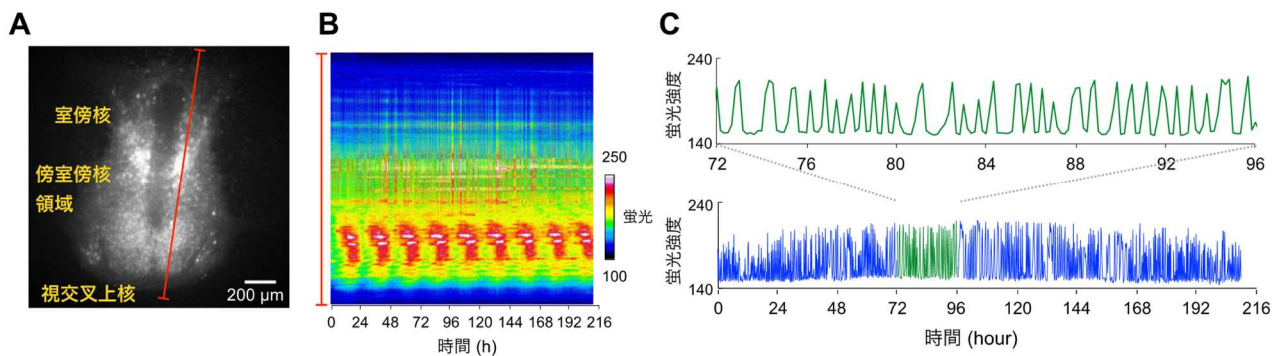 A
室傍核
傍室傍核
領域
視交叉上核
200 μm
B
250
蛍光
100
0 24 48 72 96 120 144 168 192 216
時間 (h)
C
240
蛍光強度
140
72 76 80 84 88 92 96
240
蛍光強度
140
0 24 48 72 96 120 144 168 192 216
時間 (hour)